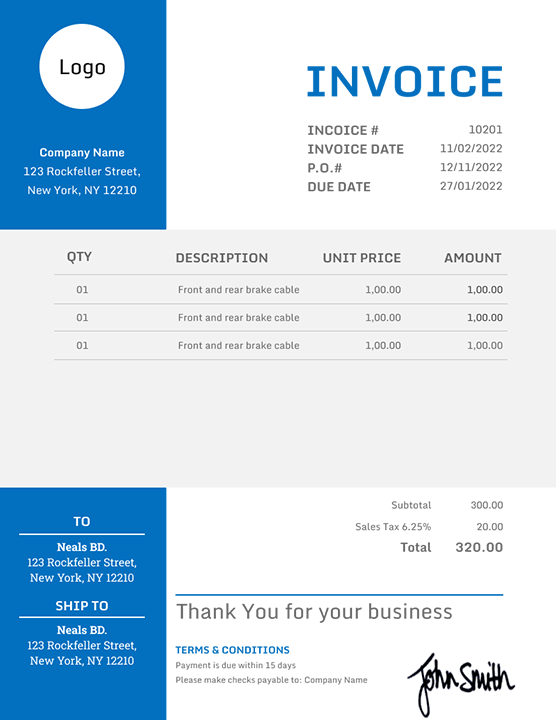 Logo
INVOICE
Company Name
123 Rockfeller Street,
New York, NY 12210
INCOICE # 10201
INVOICE DATE 11/02/2022
P.O.# 12/11/2022
DUE DATE 27/01/2022
QTY DESCRIPTION UNIT PRICE AMOUNT
01 Front and rear brake cable 1,00.00 1,00.00
01 Front and rear brake cable 1,00.00 1,00.00
01 Front and rear brake cable 1,00.00 1,00.00
Subtotal 300.00
Sales Tax 6.25% 20.00
Total 320.00
TO
Neals BD.
123 Rockfeller Street,
New York, NY 12210
SHIP TO
Neals BD.
123 Rockfeller Street,
New York, NY 12210
Thank You for your business
TERMS & CONDITIONS
Payment is due within 15 days
Please make checks payable to: Company Name
John Smith